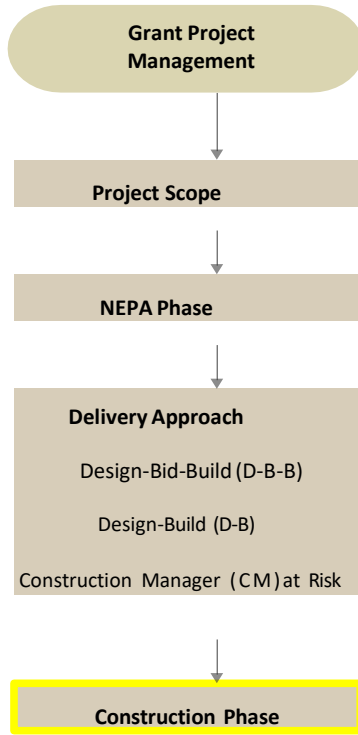 Grant Project
Management
Project Scope
NEPA Phase
Delivery Approach
Design-Bid-Build (D-B-B)
Design-Build (D-B)
Construction Manager (CM) at Risk
Construction Phase